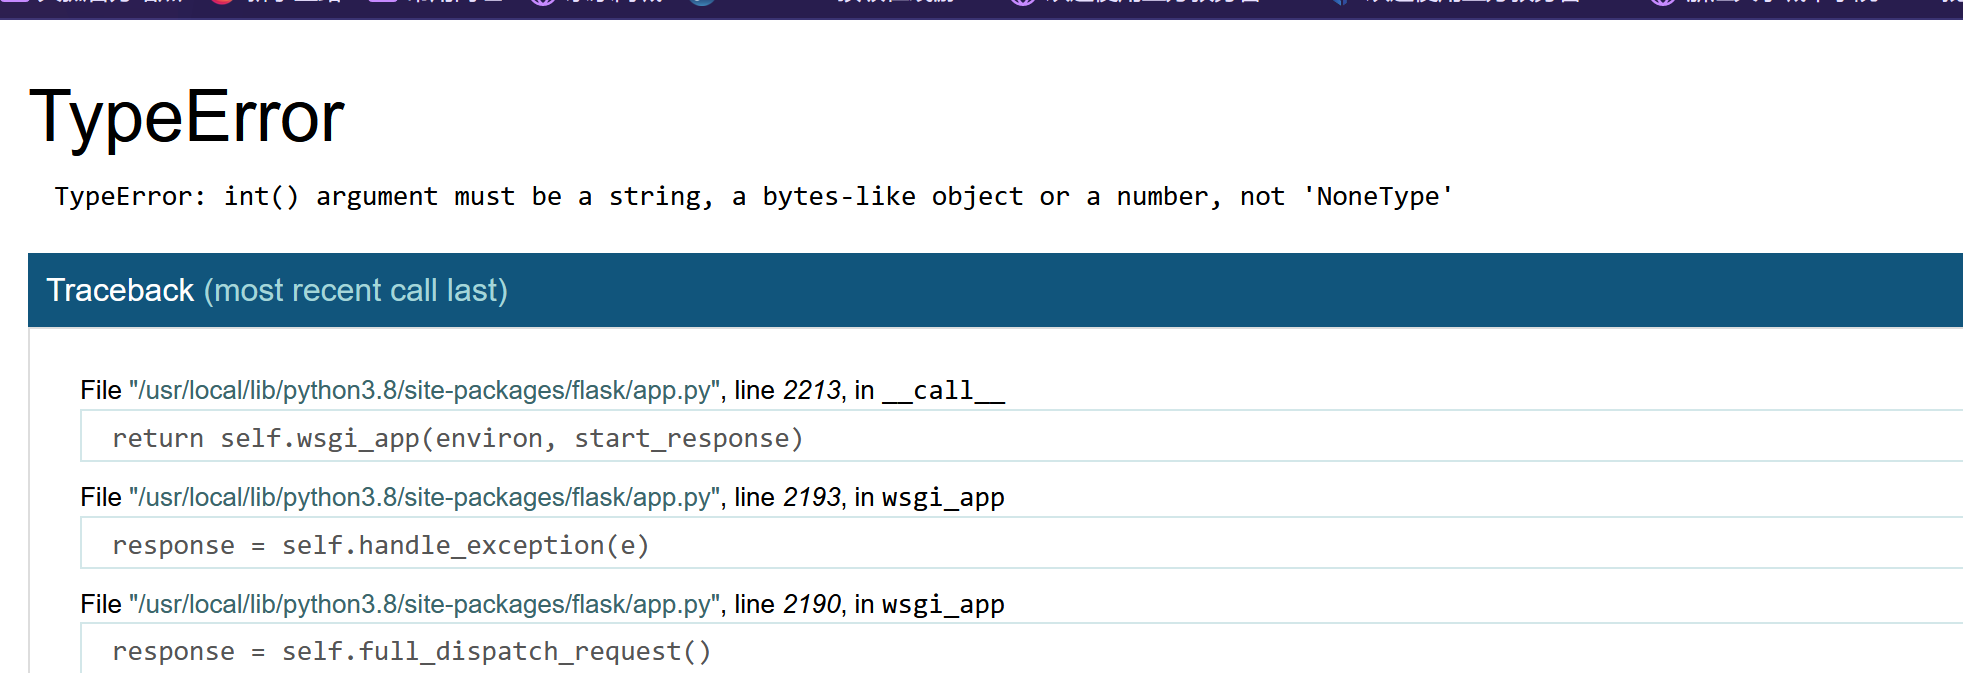 TypeError
TypeError: int() argument must be a string, a bytes-like object or a number, not 'NoneType'
Traceback (most recent call last)
File "/usr/local/lib/python3.8/site-packages/flask/app.py", line 2213, in __call__
return self.wsgi_app(environ, start_response)
File "/usr/local/lib/python3.8/site-packages/flask/app.py", line 2193, in wsgi_app
response = self.handle_exception(e)
File "/usr/local/lib/python3.8/site-packages/flask/app.py", line 2190, in wsgi_app
response = self.full_dispatch_request()